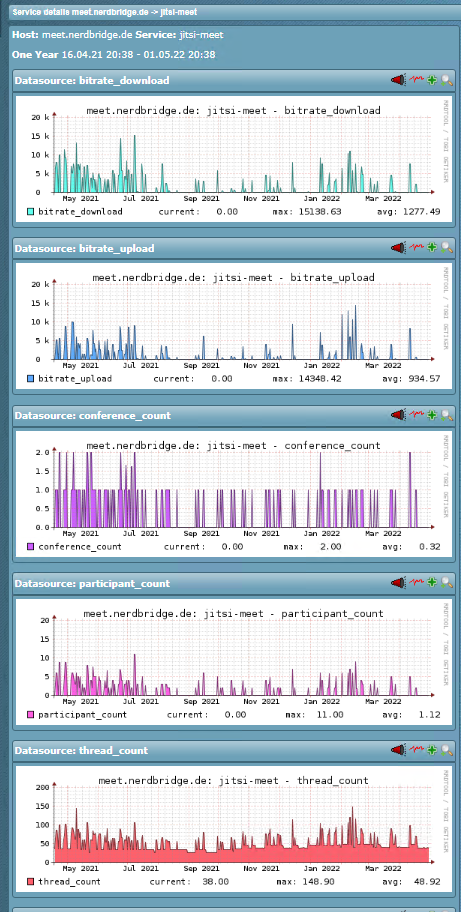 Service details meet.nerdbridge.de -> jitsi-meet
Host: meet.nerdbridge.de Service: jitsi-meet
One Year 16.04.21 20:38 - 01.05.22 20:38
Datasource: bitrate_download
meet.nerdbridge.de: jitsi-meet - bitrate_download
RRDTOOL / TOBI OETIKER
20 k
15 k
10 k
5 k
0
May 2021 Jul 2021 Sep 2021 Nov 2021 Jan 2022 Mar 2022
bitrate_download current: 0.00 max: 15138.63 avg: 1277.49
Datasource: bitrate_upload
meet.nerdbridge.de: jitsi-meet - bitrate_upload
RRDTOOL / TOBI OETIKER
20 k
15 k
10 k
5 k
0
May 2021 Jul 2021 Sep 2021 Nov 2021 Jan 2022 Mar 2022
bitrate_upload current: 0.00 max: 14348.42 avg: 934.57
Datasource: conference_count
meet.nerdbridge.de: jitsi-meet - conference_count
RRDTOOL / TOBI OETIKER
2.0
1.5
1.0
0.5
0.0
May 2021 Jul 2021 Sep 2021 Nov 2021 Jan 2022 Mar 2022
conference_count current: 0.00 max: 2.00 avg: 0.32
Datasource: participant_count
meet.nerdbridge.de: jitsi-meet - participant_count
RRDTOOL / TOBI OETIKER
20
15
10
5
0
May 2021 Jul 2021 Sep 2021 Nov 2021 Jan 2022 Mar 2022
participant_count current: 0.00 max: 11.00 avg: 1.12
Datasource: thread_count
meet.nerdbridge.de: jitsi-meet - thread_count
RRDTOOL / TOBI OETIKER
200
150
100
50
0
May 2021 Jul 2021 Sep 2021 Nov 2021 Jan 2022 Mar 2022
thread_count current: 38.00 max: 148.90 avg: 48.92